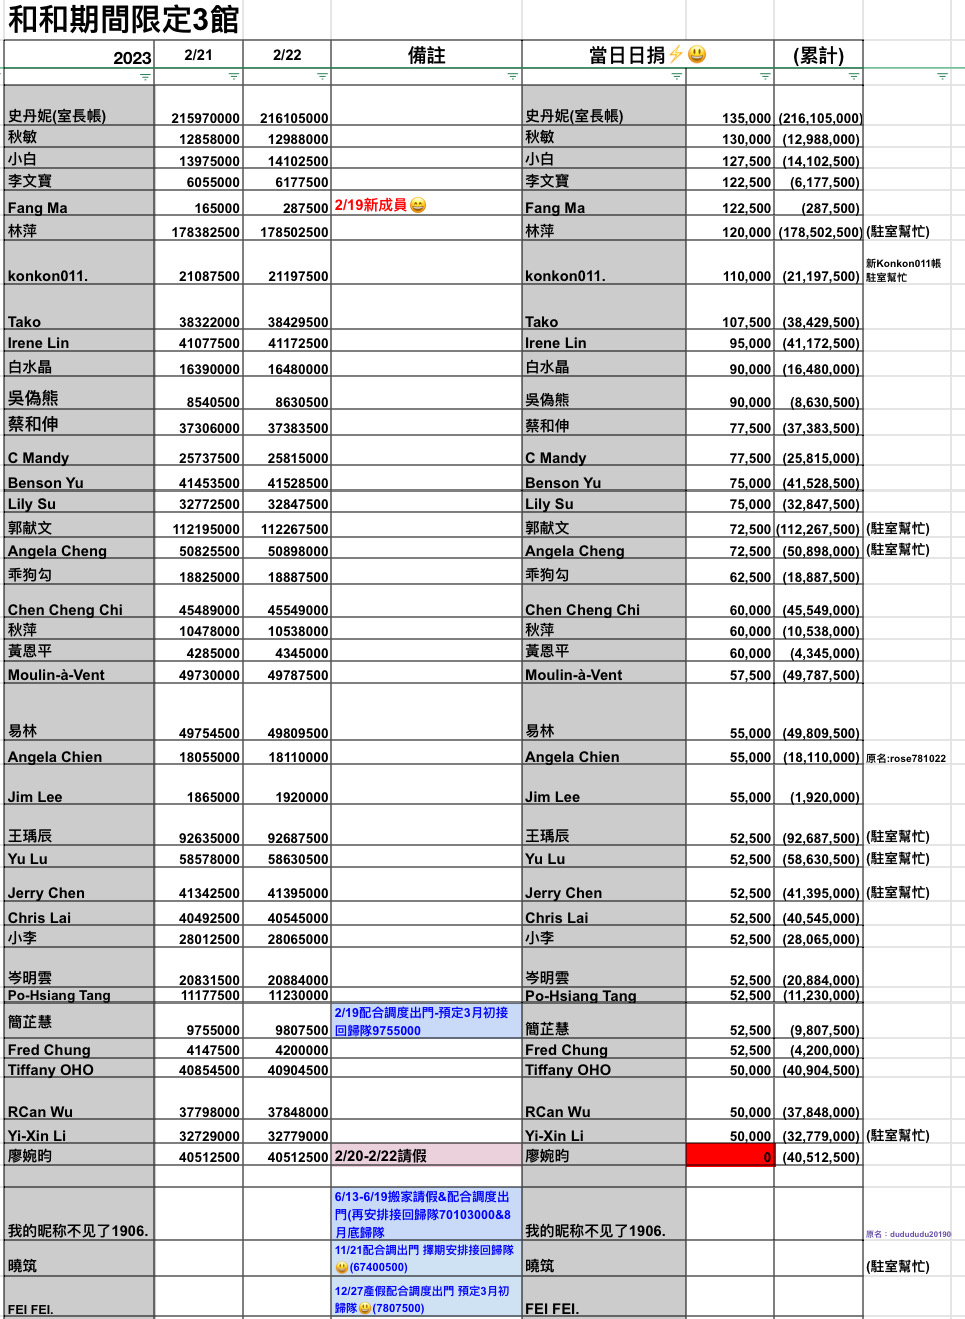 和和期間限定3館
2023 2/21 2/22 備註 當日日捐⚡😃 (累計)
史丹妮(室長帳) 215970000 216105000 史丹妮(室長帳) 135,000 (216,105,000)
秋敏 12858000 12988000 秋敏 130,000 (12,988,000)
小白 13975000 14102500 小白 127,500 (14,102,500)
李文寶 6055000 6177500 李文寶 122,500 (6,177,500)
Fang Ma 165000 287500 2/19新成員😄 Fang Ma 122,500 (287,500)
林萍 178382500 178502500 林萍 120,000 (178,502,500) (駐室幫忙)
konkon011. 21087500 21197500 konkon011. 110,000 (21,197,500) 新Konkon011帳
駐室幫忙
Tako 38322000 38429500 Tako 107,500 (38,429,500)
Irene Lin 41077500 41172500 Irene Lin 95,000 (41,172,500)
白水晶 16390000 16480000 白水晶 90,000 (16,480,000)
吳偽熊 8540500 8630500 吳偽熊 90,000 (8,630,500)
蔡和伸 37306000 37383500 蔡和伸 77,500 (37,383,500)
C Mandy 25737500 25815000 C Mandy 77,500 (25,815,000)
Benson Yu 41453500 41528500 Benson Yu 75,000 (41,528,500)
Lily Su 32772500 32847500 Lily Su 75,000 (32,847,500)
郭献文 112195000 112267500 郭献文 72,500 (112,267,500) (駐室幫忙)
Angela Cheng 50825500 50898000 Angela Cheng 72,500 (50,898,000) (駐室幫忙)
乖狗勾 18825000 18887500 乖狗勾 62,500 (18,887,500)
Chen Cheng Chi 45489000 45549000 Chen Cheng Chi 60,000 (45,549,000)
秋萍 10478000 10538000 秋萍 60,000 (10,538,000)
黃恩平 4285000 4345000 黃恩平 60,000 (4,345,000)
Moulin-à-Vent 49730000 49787500 Moulin-à-Vent 57,500 (49,787,500)
易林 49754500 49809500 易林 55,000 (49,809,500)
Angela Chien 18055000 18110000 Angela Chien 55,000 (18,110,000) 原名:rose781022
Jim Lee 1865000 1920000 Jim Lee 55,000 (1,920,000)
王瑀辰 92635000 92687500 王瑀辰 52,500 (92,687,500) (駐室幫忙)
Yu Lu 58578000 58630500 Yu Lu 52,500 (58,630,500) (駐室幫忙)
Jerry Chen 41342500 41395000 Jerry Chen 52,500 (41,395,000) (駐室幫忙)
Chris Lai 40492500 40545000 Chris Lai 52,500 (40,545,000)
小李 28012500 28065000 小李 52,500 (28,065,000)
岑明雲 20831500 20884000 岑明雲 52,500 (20,884,000)
Po-Hsiang Tang 11177500 11230000 Po-Hsiang Tang 52,500 (11,230,000)
簡芷慧 9755000 9807500 2/19配合調度出門-預定3月初接
回歸隊9755000 簡芷慧 52,500 (9,807,500)
Fred Chung 4147500 4200000 Fred Chung 52,500 (4,200,000)
Tiffany OHO 40854500 40904500 Tiffany OHO 50,000 (40,904,500)
RCan Wu 37798000 37848000 RCan Wu 50,000 (37,848,000)
Yi-Xin Li 32729000 32779000 Yi-Xin Li 50,000 (32,779,000) (駐室幫忙)
廖婉昀 40512500 40512500 2/20-2/22請假 廖婉昀 0 (40,512,500)
6/13-6/19搬家請假&配合調度出
門(再安排接回歸隊70103000&8
我的昵称不见了1906. 月底歸隊 我的昵称不见了1906. 原名：dudududu20190
11/21配合調出門 擇期安排接回歸隊
曉筑 😃(67400500) 曉筑 (駐室幫忙)
12/27產假配合調度出門 預定3月初
FEI FEI. 歸隊😃(7807500) FEI FEI.